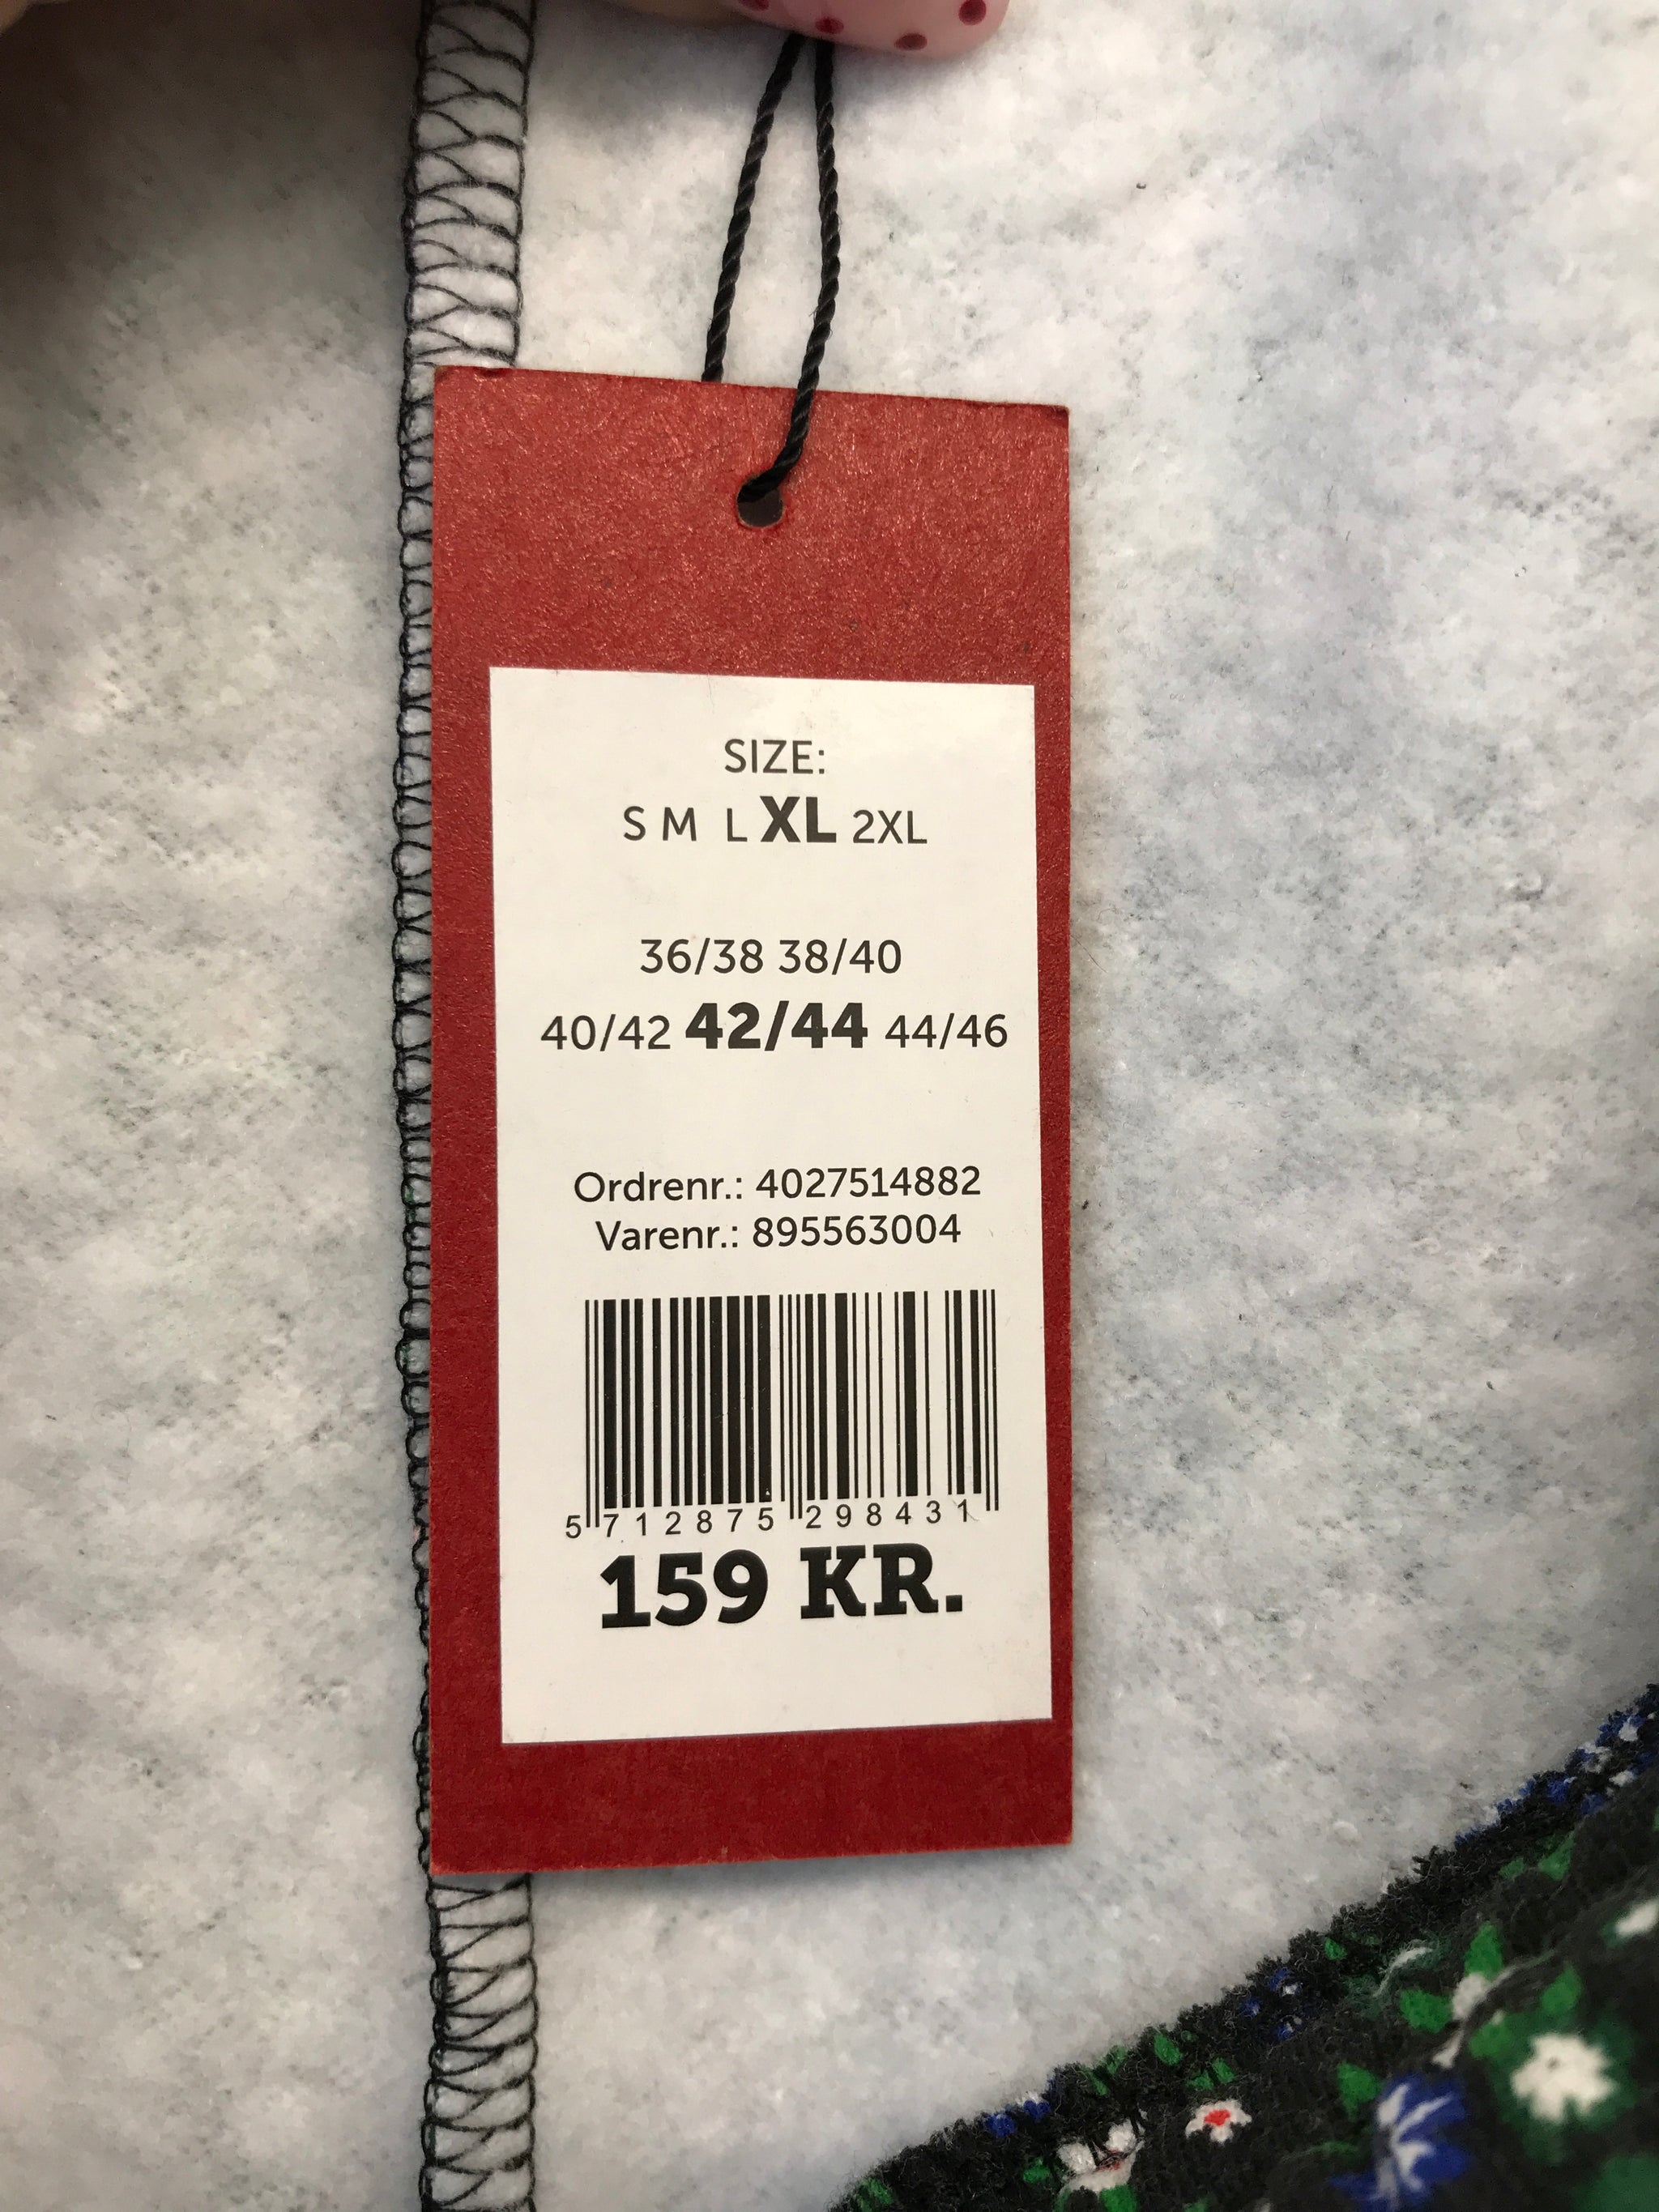 SIZE:
S M L XL 2XL
36/38 38/40
40/42 42/44 44/46
Ordrenr.: 4027514882
Varenr.: 895563004
5 712875 298431
159 KR.